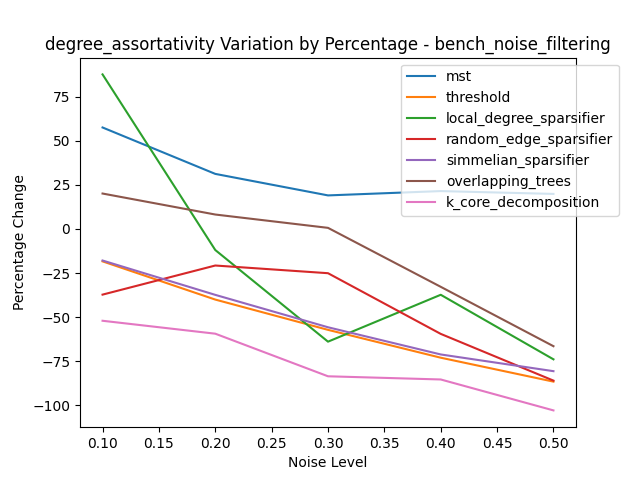 degree_assortativity Variation by Percentage - bench_noise_filtering
mst
threshold
local_degree_sparsifier
random_edge_sparsifier
simmelian_sparsifier
overlapping_trees
k_core_decomposition
Percentage Change
75
50
25
0
−25
−50
−75
−100
0.10 0.15 0.20 0.25 0.30 0.35 0.40 0.45 0.50
Noise Level